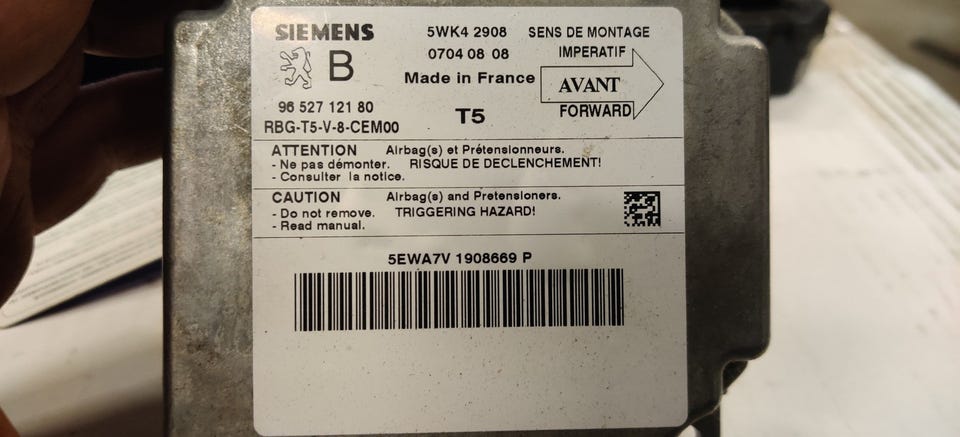 SIEMENS
B
96 527 121 80
RBG-T5-V-8-CEM00
5WK4 2908
0704 08 08
Made in France
T5
SENS DE MONTAGE
IMPERATIF
AVANT
FORWARD
ATTENTION Airbag(s) et Prétensionneurs.
- Ne pas démonter. RISQUE DE DECLENCHEMENT!
- Consulter la notice.
CAUTION Airbag(s) and Pretensioners.
- Do not remove. TRIGGERING HAZARD!
- Read manual.
5EWA7V 1908669 P